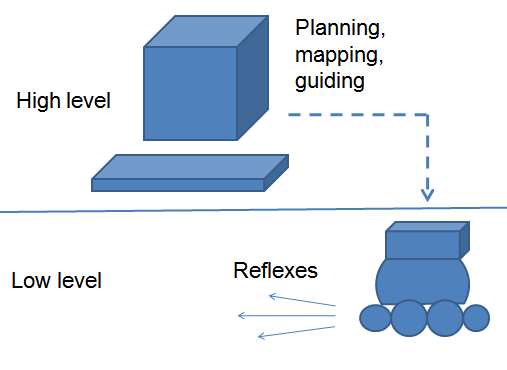 Planning,
mapping,
guiding
High level
Reflexes
Low level